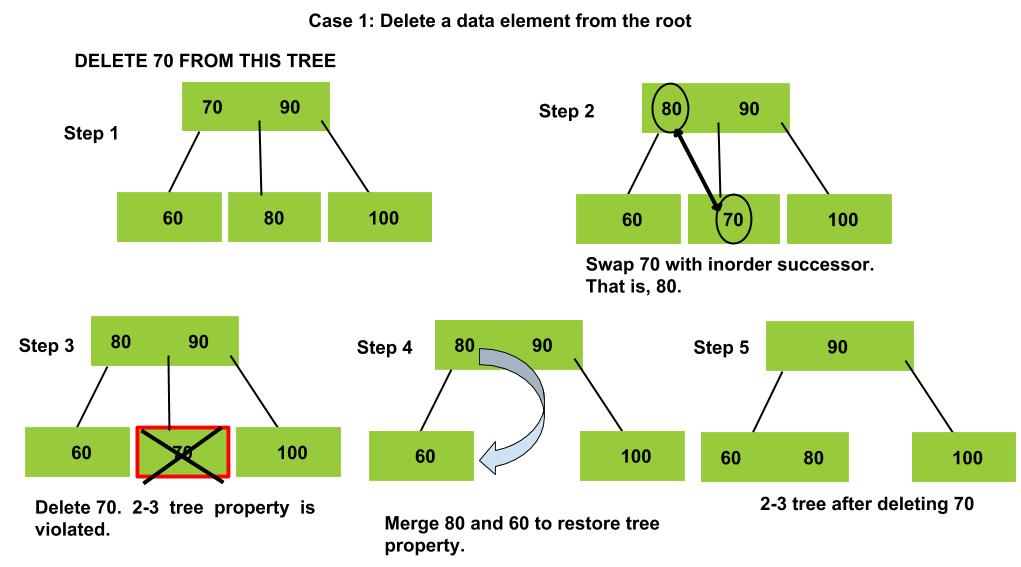 Case 1: Delete a data element from the root
DELETE 70 FROM THIS TREE
Step 1
70 90
60 80 100
Step 2
80 90
60 70 100
Swap 70 with inorder successor.
That is, 80.
Step 3
80 90
60 70 100
Delete 70. 2-3 tree property is
violated.
Step 4
80 90
60 100
Merge 80 and 60 to restore tree
property.
Step 5
90
60 80 100
2-3 tree after deleting 70